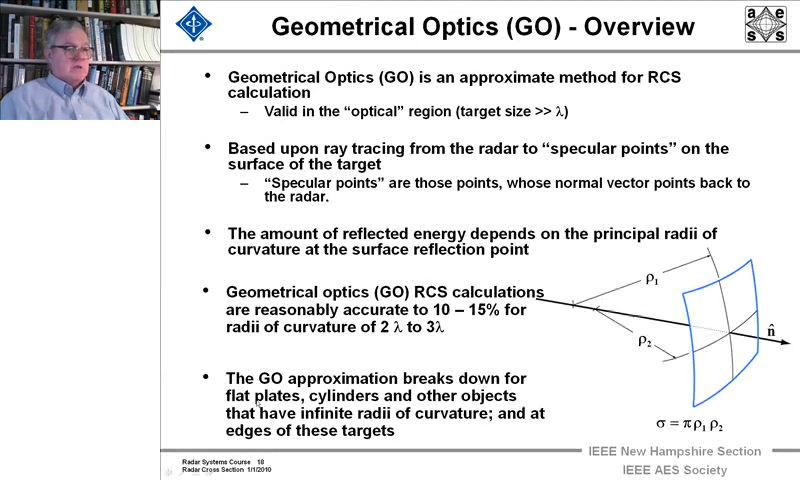 Geometrical Optics (GO) - Overview
a e
s s
• Geometrical Optics (GO) is an approximate method for RCS
calculation
– Valid in the “optical” region (target size >> λ)
• Based upon ray tracing from the radar to “specular points” on the
surface of the target
– “Specular points” are those points, whose normal vector points back to
the radar.
• The amount of reflected energy depends on the principal radii of
curvature at the surface reflection point
• Geometrical optics (GO) RCS calculations
are reasonably accurate to 10 – 15% for
radii of curvature of 2 λ to 3λ
• The GO approximation breaks down for
flat plates, cylinders and other objects
that have infinite radii of curvature; and at
edges of these targets
ρ₁
ρ₂
n̂
σ = π ρ₁ ρ₂
Radar Systems Course 18
Radar Cross Section 1/1/2010
IEEE New Hampshire Section
IEEE AES Society